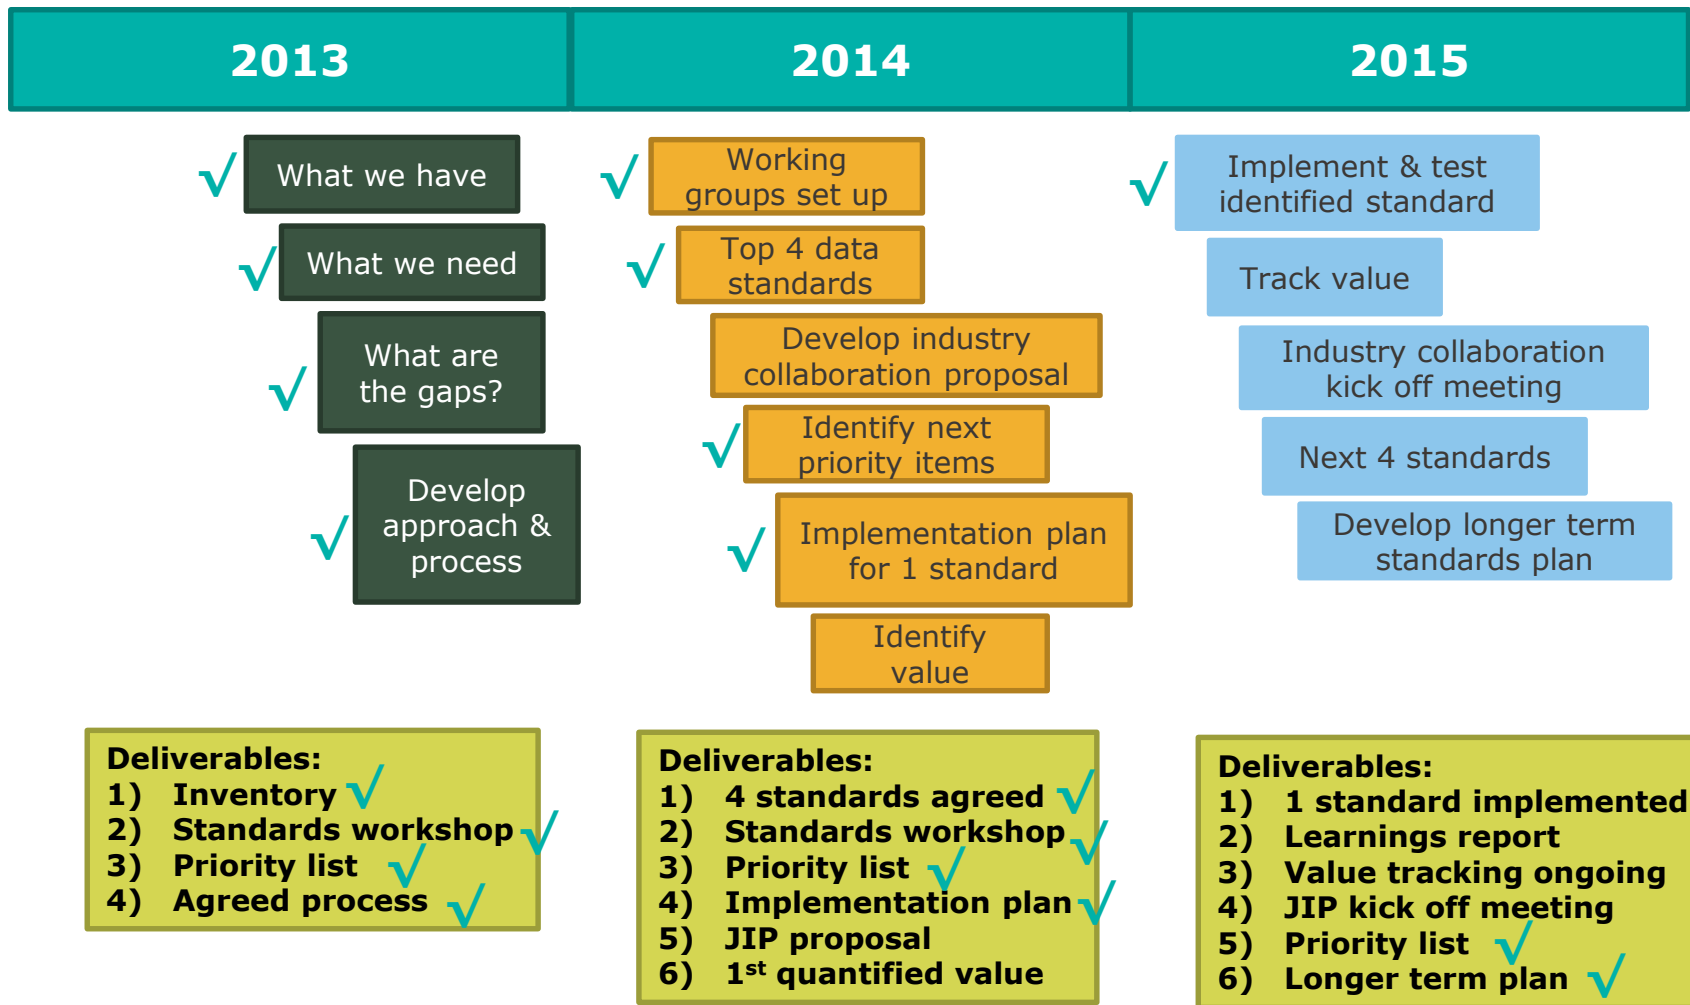 2013
2014
2015
√ What we have
√ What we need
√ What are
the gaps?
√ Develop
approach &
process
√ Working
groups set up
√ Top 4 data
standards
Develop industry
collaboration proposal
√ Identify next
priority items
√ Implementation plan
for 1 standard
Identify
value
√ Implement & test
identified standard
Track value
Industry collaboration
kick off meeting
Next 4 standards
Develop longer term
standards plan
Deliverables:
1) Inventory √
2) Standards workshop √
3) Priority list √
4) Agreed process √
Deliverables:
1) 4 standards agreed √
2) Standards workshop √
3) Priority list √
4) Implementation plan √
5) JIP proposal
6) 1st quantified value
Deliverables:
1) 1 standard implemented
2) Learnings report
3) Value tracking ongoing
4) JIP kick off meeting
5) Priority list √
6) Longer term plan √